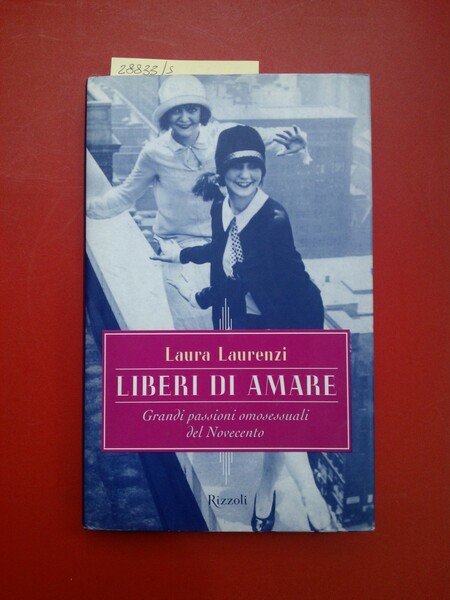 28833/S
Laura Laurenzi
LIBERI DI AMARE
Grandi passioni omosessuali
del Novecento
Rizzoli